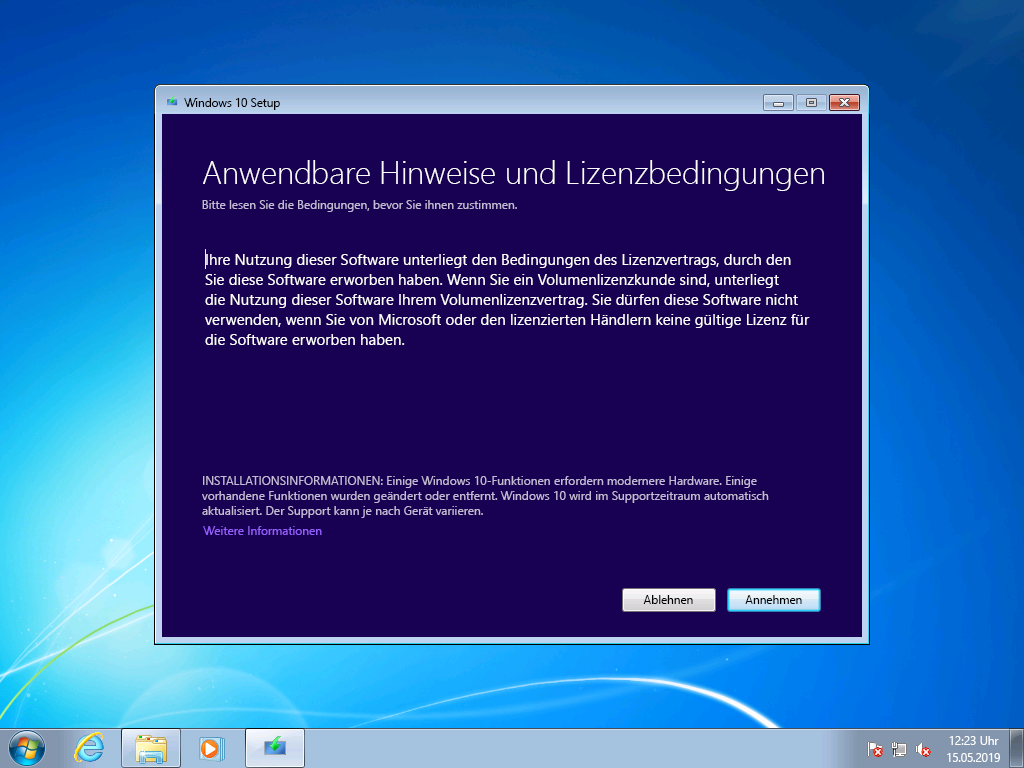 Windows 10 Setup
Anwendbare Hinweise und Lizenzbedingungen
Bitte lesen Sie die Bedingungen, bevor Sie ihnen zustimmen.
Ihre Nutzung dieser Software unterliegt den Bedingungen des Lizenzvertrags, durch den
Sie diese Software erworben haben. Wenn Sie ein Volumenlizenzkunde sind, unterliegt
die Nutzung dieser Software Ihrem Volumenlizenzvertrag. Sie dürfen diese Software nicht
verwenden, wenn Sie von Microsoft oder den lizenzierten Händlern keine gültige Lizenz für
die Software erworben haben.
INSTALLATIONSINFORMATIONEN: Einige Windows 10-Funktionen erfordern modernere Hardware. Einige
vorhandene Funktionen wurden geändert oder entfernt. Windows 10 wird im Supportzeitraum automatisch
aktualisiert. Der Support kann je nach Gerät variieren.
Weitere Informationen
Ablehnen Annehmen
12:23 Uhr
15.05.2019